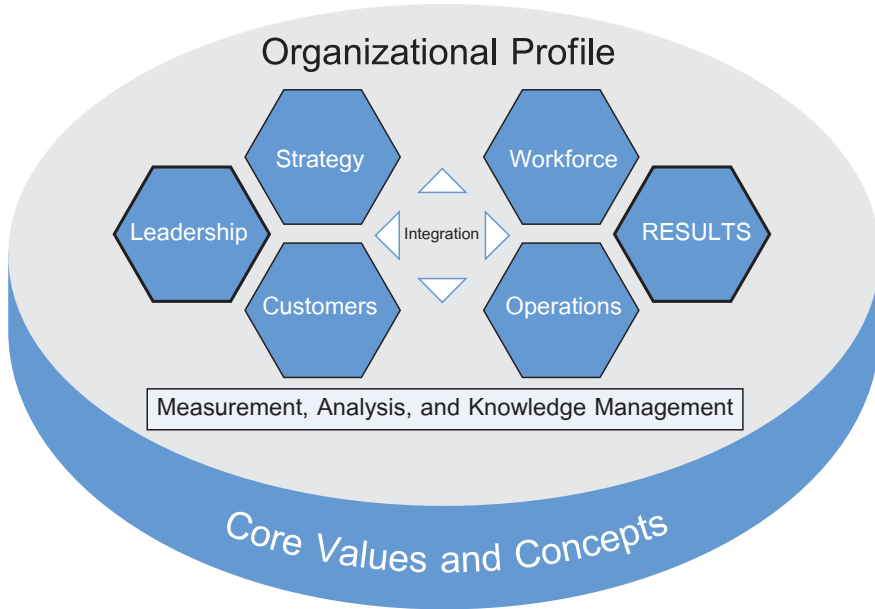 Organizational Profile
Strategy
Workforce
Leadership
Integration
RESULTS
Customers
Operations
Measurement, Analysis, and Knowledge Management
Core Values and Concepts